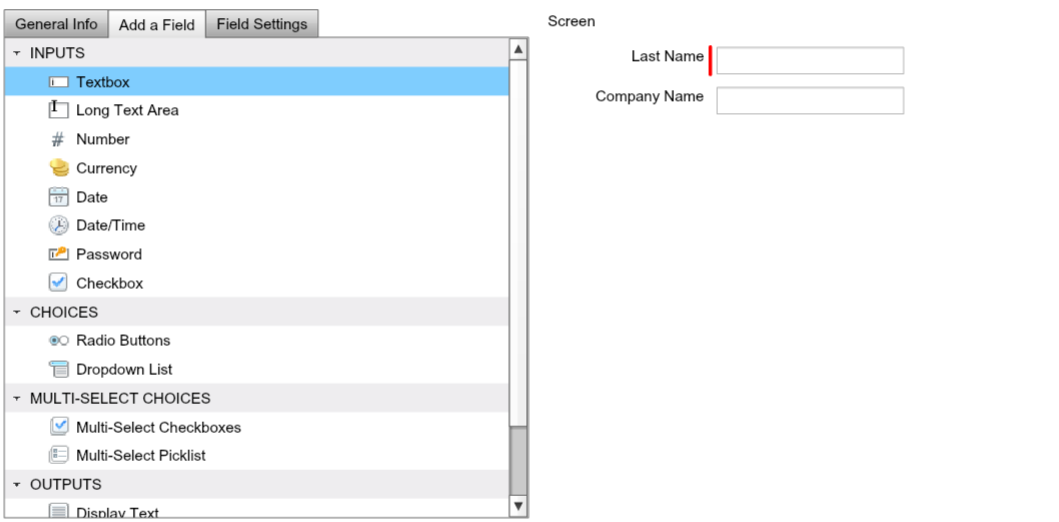 General Info Add a Field Field Settings
INPUTS
Textbox
Long Text Area
Number
Currency
17 Date
Date/Time
Password
Checkbox
CHOICES
Radio Buttons
Dropdown List
MULTI-SELECT CHOICES
Multi-Select Checkboxes
Multi-Select Picklist
OUTPUTS
Display Text
Screen
Last Name
Company Name